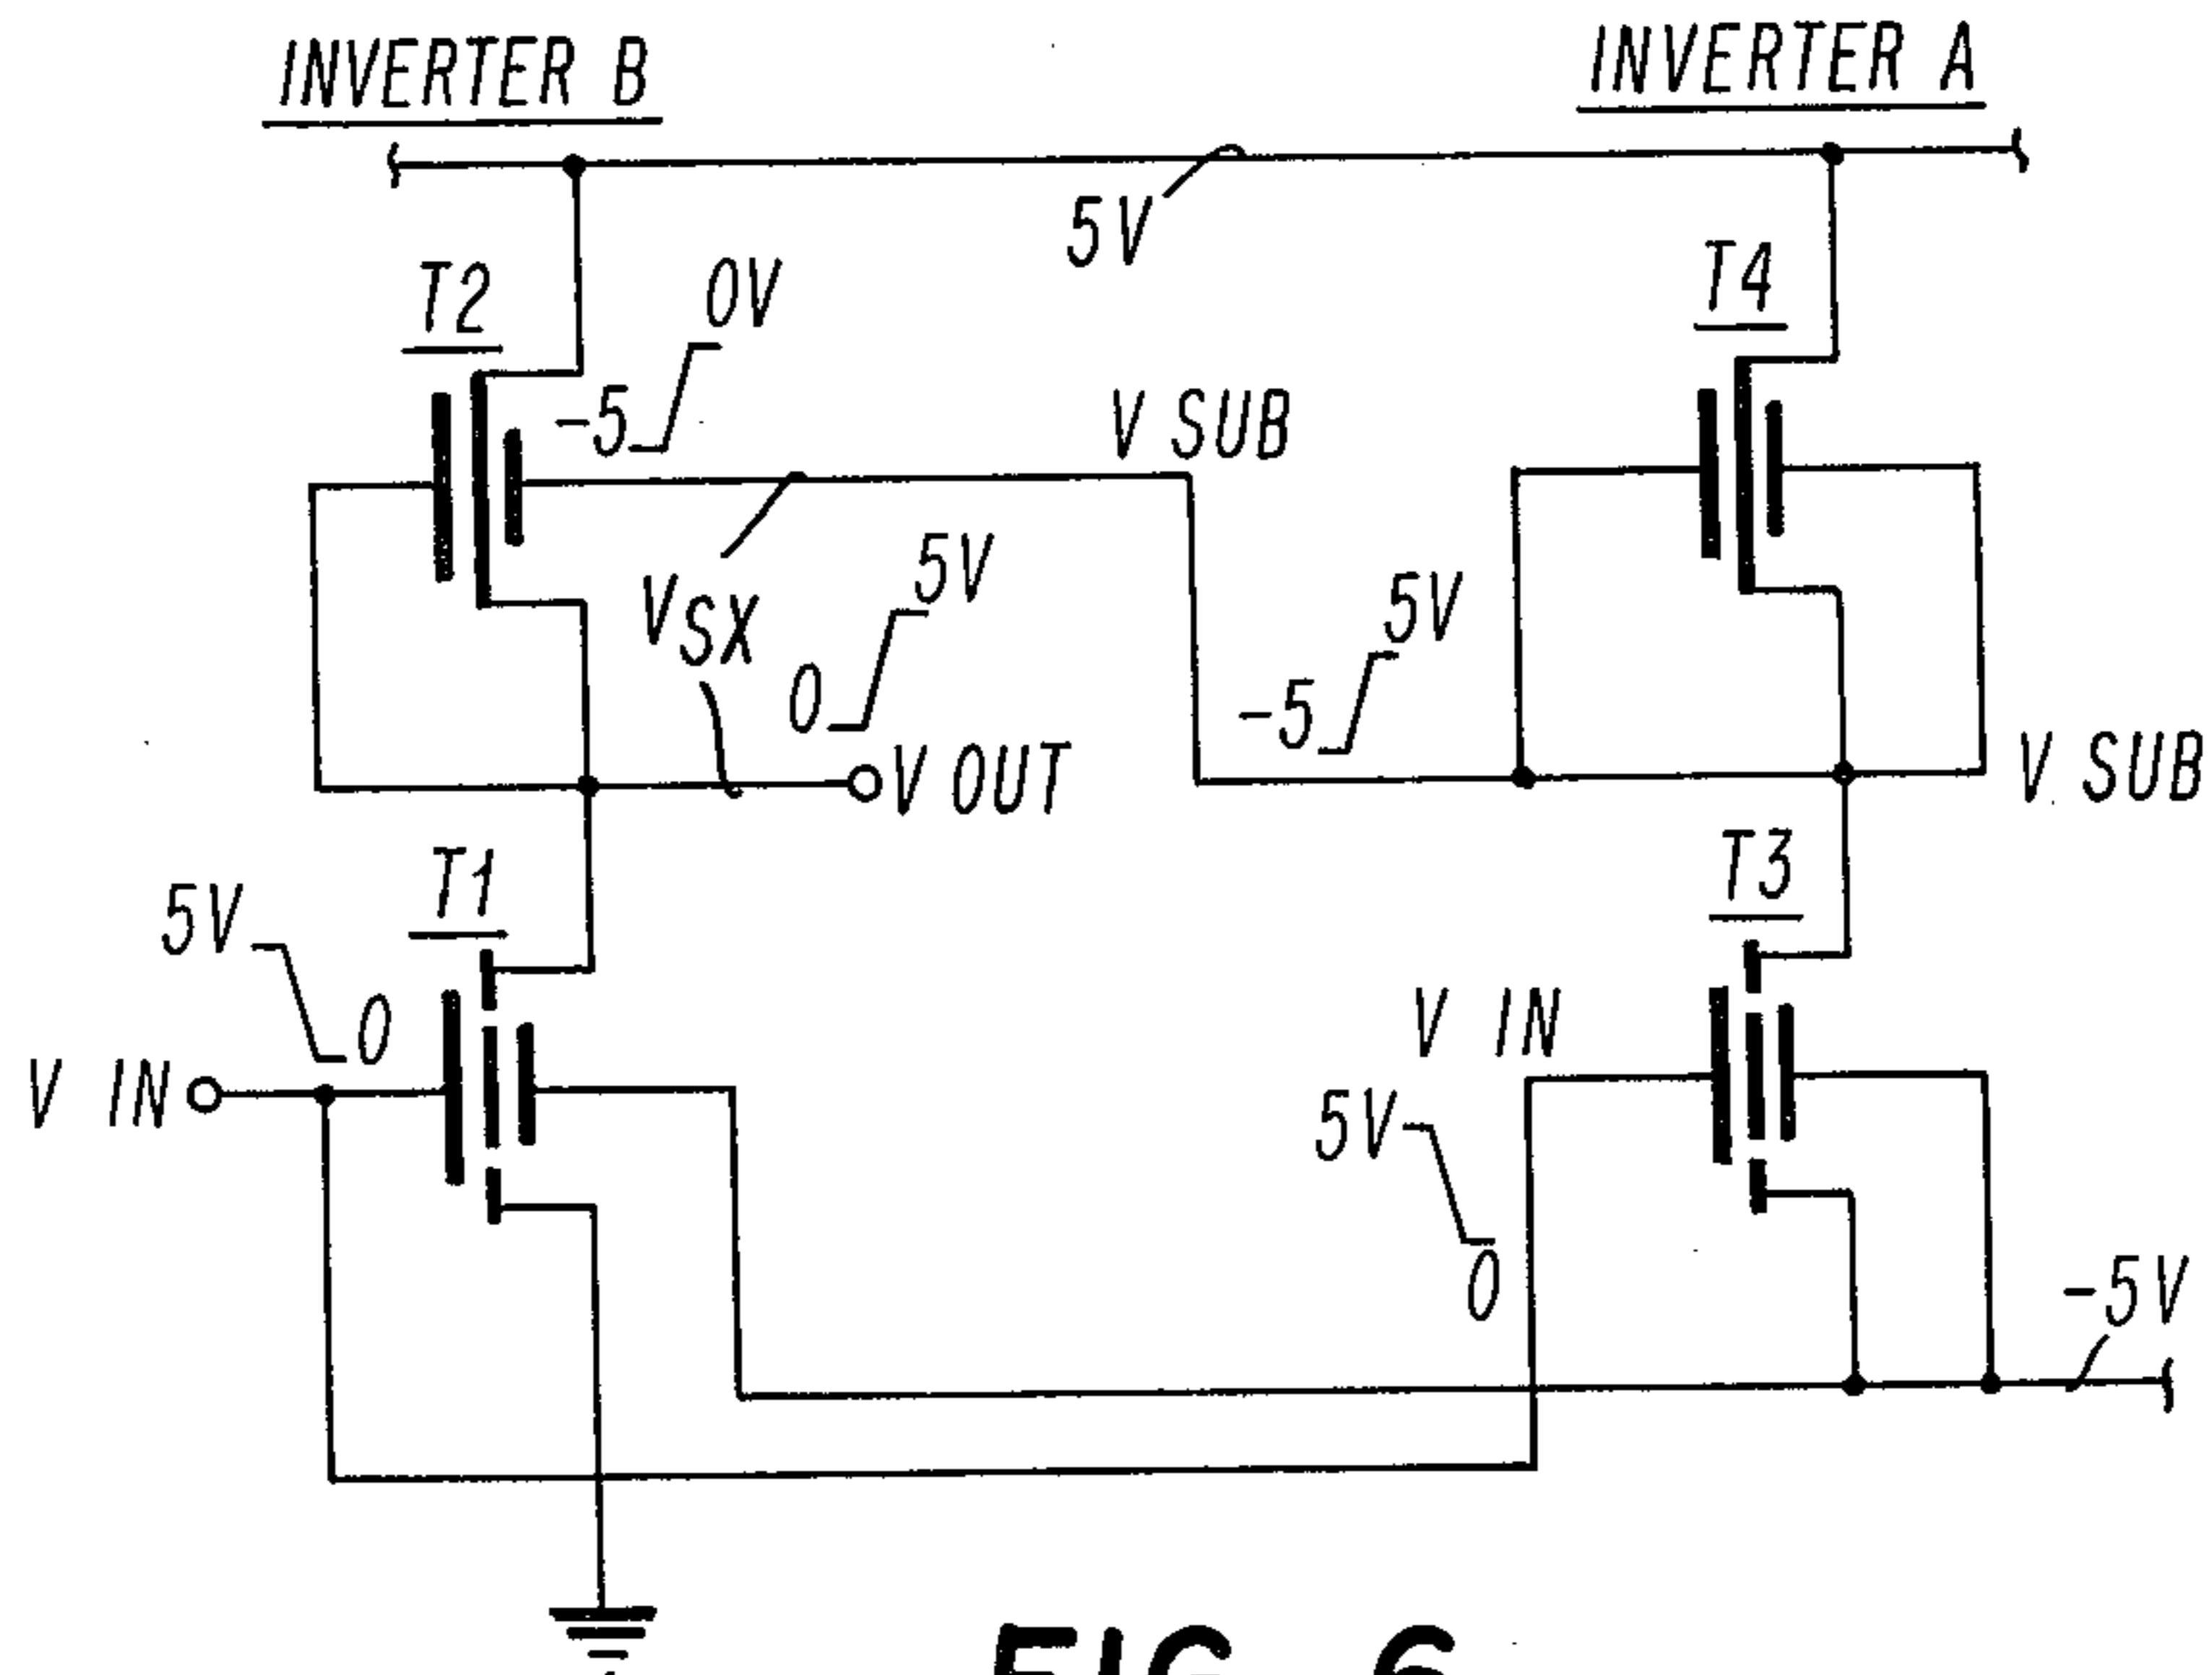 INVERTER B
INVERTER A
5V
T2
0V
-5
T4
V SUB
VSX
0
5V
-5
5V
V OUT
V SUB
T1
5V
0
V IN
T3
V IN
5V
0
-5V
FIG. 6